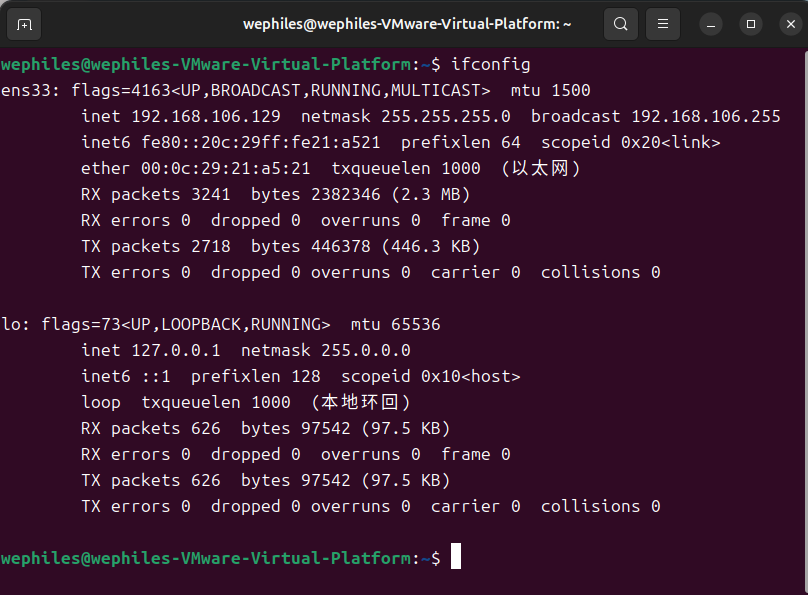 wephiles@wephiles-VMware-Virtual-Platform: ~
wephiles@wephiles-VMware-Virtual-Platform:~$ ifconfig
ens33: flags=4163<UP,BROADCAST,RUNNING,MULTICAST>  mtu 1500
        inet 192.168.106.129  netmask 255.255.255.0  broadcast 192.168.106.255
        inet6 fe80::20c:29ff:fe21:a521  prefixlen 64  scopeid 0x20<link>
        ether 00:0c:29:21:a5:21  txqueuelen 1000  (以太网)
        RX packets 3241  bytes 2382346 (2.3 MB)
        RX errors 0  dropped 0  overruns 0  frame 0
        TX packets 2718  bytes 446378 (446.3 KB)
        TX errors 0  dropped 0 overruns 0  carrier 0  collisions 0

lo: flags=73<UP,LOOPBACK,RUNNING>  mtu 65536
        inet 127.0.0.1  netmask 255.0.0.0
        inet6 ::1  prefixlen 128  scopeid 0x10<host>
        loop  txqueuelen 1000  (本地环回)
        RX packets 626  bytes 97542 (97.5 KB)
        RX errors 0  dropped 0  overruns 0  frame 0
        TX packets 626  bytes 97542 (97.5 KB)
        TX errors 0  dropped 0 overruns 0  carrier 0  collisions 0

wephiles@wephiles-VMware-Virtual-Platform:~$